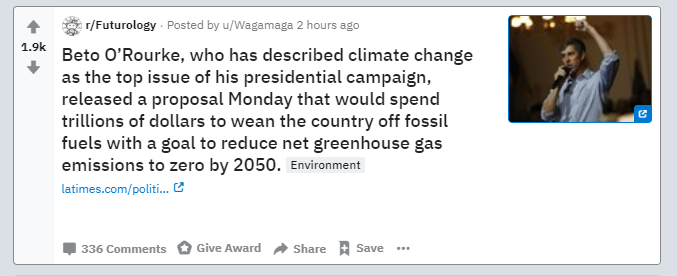 r/Futurology · Posted by u/Wagamaga 2 hours ago
1.9k
Beto O’Rourke, who has described climate change
as the top issue of his presidential campaign,
released a proposal Monday that would spend
trillions of dollars to wean the country off fossil
fuels with a goal to reduce net greenhouse gas
emissions to zero by 2050. Environment
latimes.com/politi...
336 Comments Give Award Share Save ...